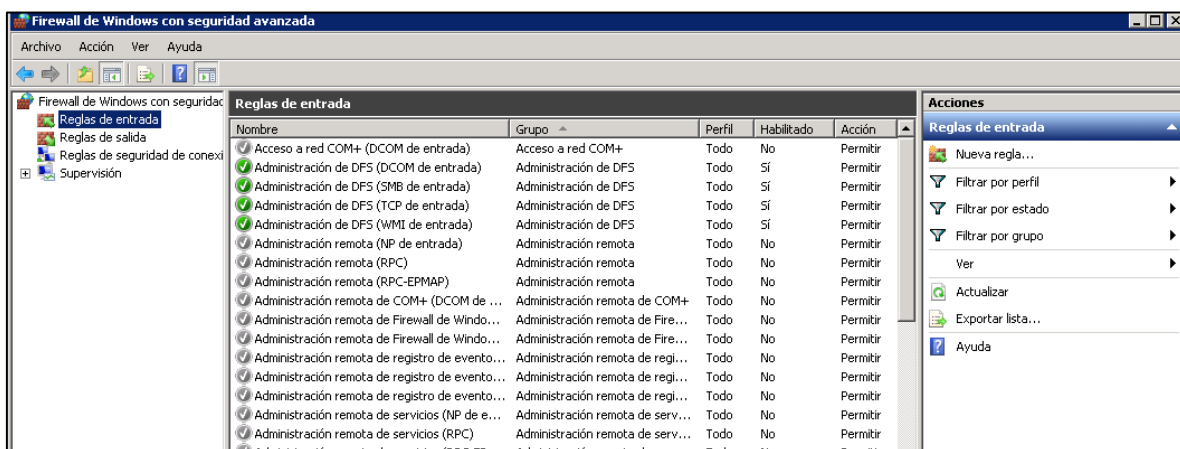 Firewall de Windows con seguridad avanzada
Archivo Acción Ver Ayuda
Firewall de Windows con seguridad
Reglas de entrada
Reglas de salida
Reglas de seguridad de conexi
Supervisión
Reglas de entrada
Nombre Grupo Perfil Habilitado Acción
Acceso a red COM+ (DCOM de entrada) Acceso a red COM+ Todo No Permitir
Administración de DFS (DCOM de entrada) Administración de DFS Todo Sí Permitir
Administración de DFS (SMB de entrada) Administración de DFS Todo Sí Permitir
Administración de DFS (TCP de entrada) Administración de DFS Todo Sí Permitir
Administración de DFS (WMI de entrada) Administración de DFS Todo Sí Permitir
Administración remota (NP de entrada) Administración remota Todo No Permitir
Administración remota (RPC) Administración remota Todo No Permitir
Administración remota (RPC-EPMAP) Administración remota Todo No Permitir
Administración remota de COM+ (DCOM de ... Administración remota de COM+ Todo No Permitir
Administración remota de Firewall de Windo... Administración remota de Fire... Todo No Permitir
Administración remota de Firewall de Windo... Administración remota de Fire... Todo No Permitir
Administración remota de registro de evento... Administración remota de regi... Todo No Permitir
Administración remota de registro de evento... Administración remota de regi... Todo No Permitir
Administración remota de registro de evento... Administración remota de regi... Todo No Permitir
Administración remota de servicios (NP de e... Administración remota de serv... Todo No Permitir
Administración remota de servicios (RPC) Administración remota de serv... Todo No Permitir
Acciones
Reglas de entrada
Nueva regla...
Filtrar por perfil
Filtrar por estado
Filtrar por grupo
Ver
Actualizar
Exportar lista...
Ayuda